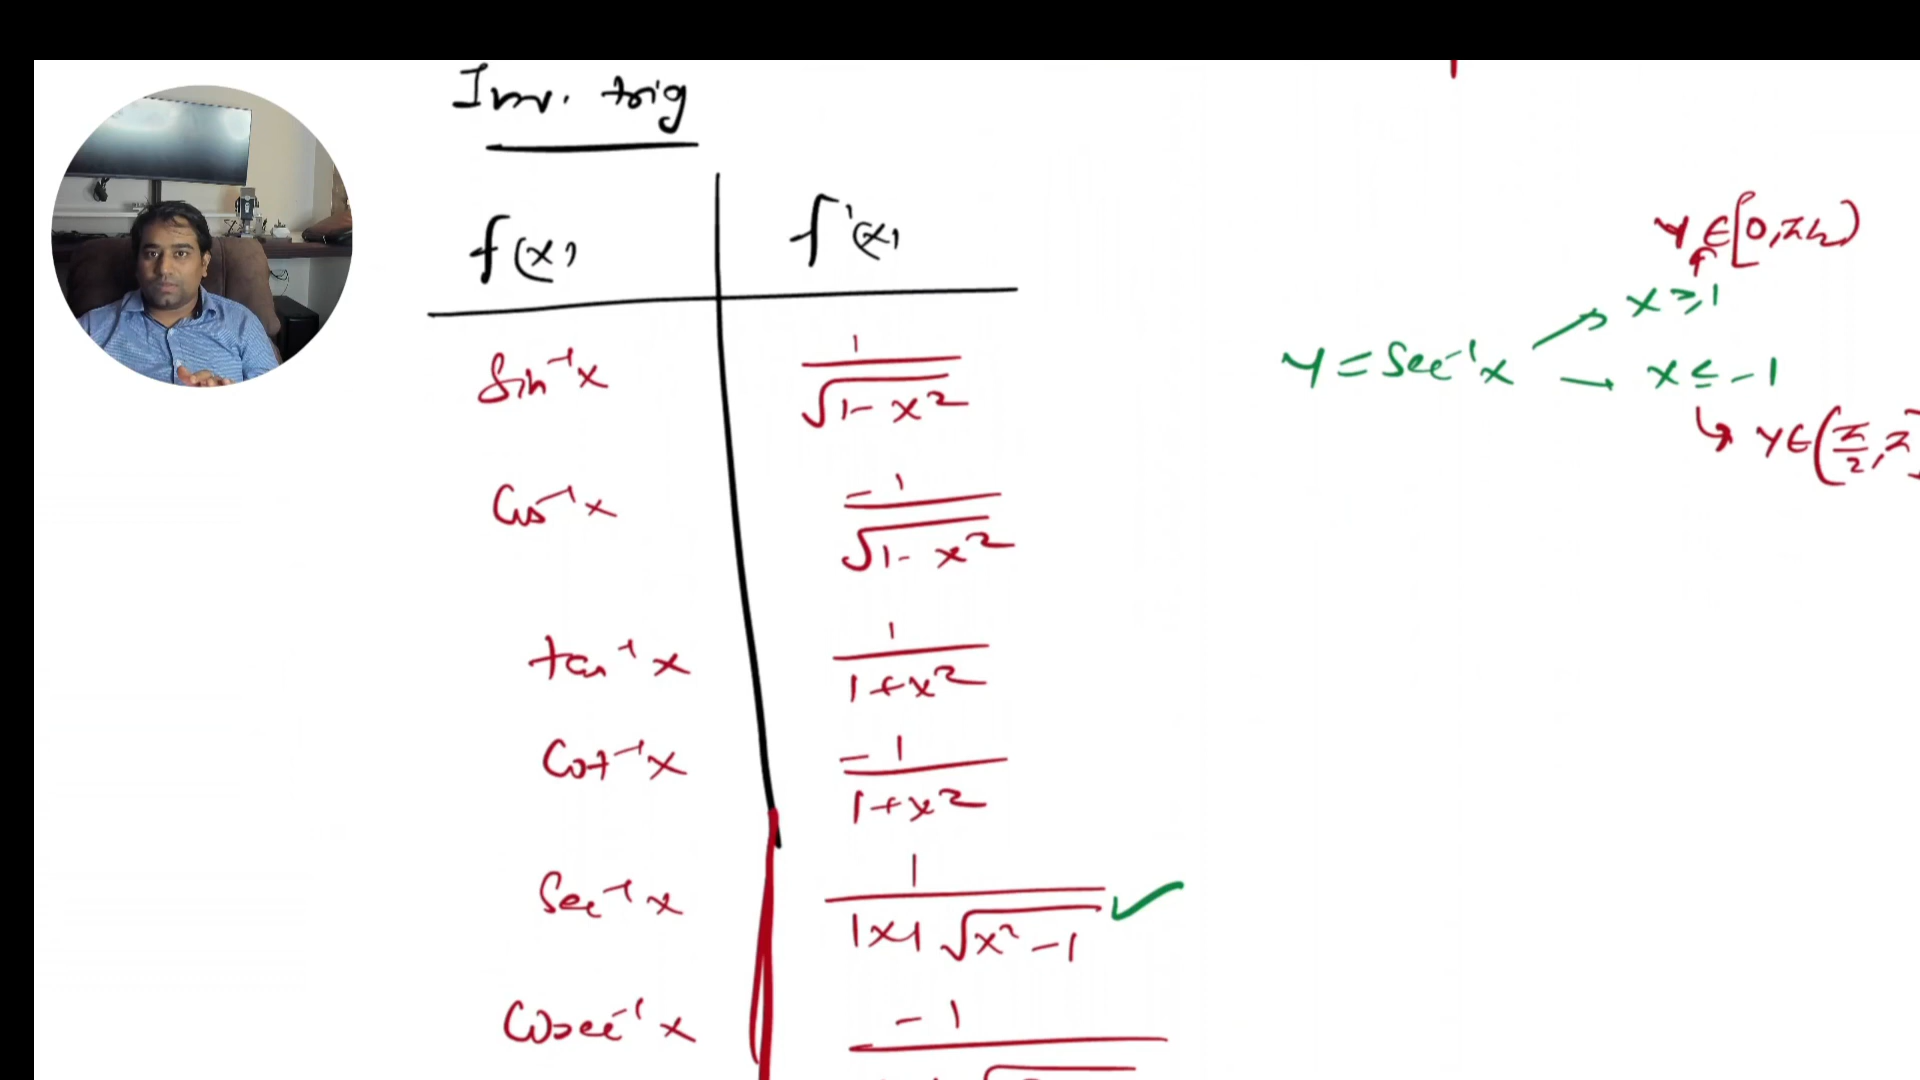 Inv. trig
f(x) f'(x)
Sin⁻¹x 1/√(1-x²)
Cos⁻¹x -1/√(1-x²)
tan⁻¹x 1/(1+x²)
Cot⁻¹x -1/(1+x²)
Sec⁻¹x 1/(|x|√(x²-1)) ✓
Cosec⁻¹x -1
y ∈ [0, π/2)
x ≥ 1
y = Sec⁻¹x
x ≤ -1
y ∈ (π/2, π]